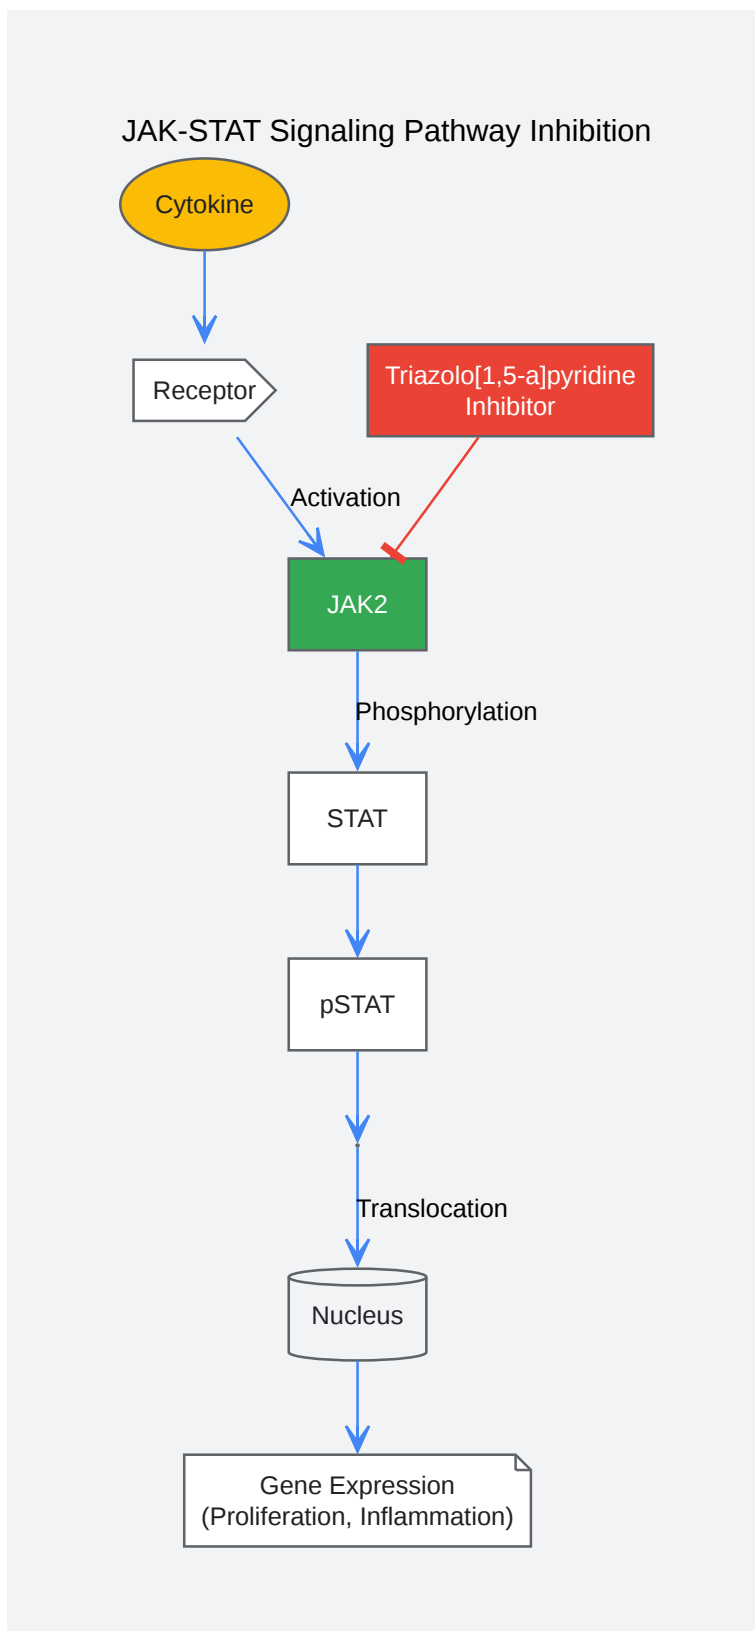 JAK-STAT Signaling Pathway Inhibition
Cytokine
Receptor
Triazolo[1,5-a]pyridine
Inhibitor
Activation
JAK2
Phosphorylation
STAT
pSTAT
Translocation
Nucleus
Gene Expression
(Proliferation, Inflammation)